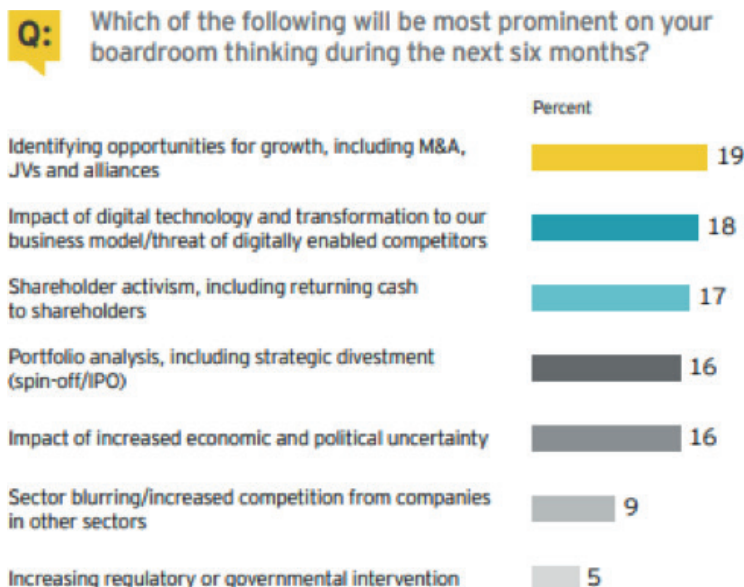 Q:
Which of the following will be most prominent on your
boardroom thinking during the next six months?
Percent
Identifying opportunities for growth, including M&A,
JVs and alliances
19
Impact of digital technology and transformation to our
business model/threat of digitally enabled competitors
18
Shareholder activism, including returning cash
to shareholders
17
Portfolio analysis, including strategic divestment
(spin-off/IPO)
16
Impact of increased economic and political uncertainty
16
Sector blurring/increased competition from companies
in other sectors
9
Increasing regulatory or governmental intervention
5